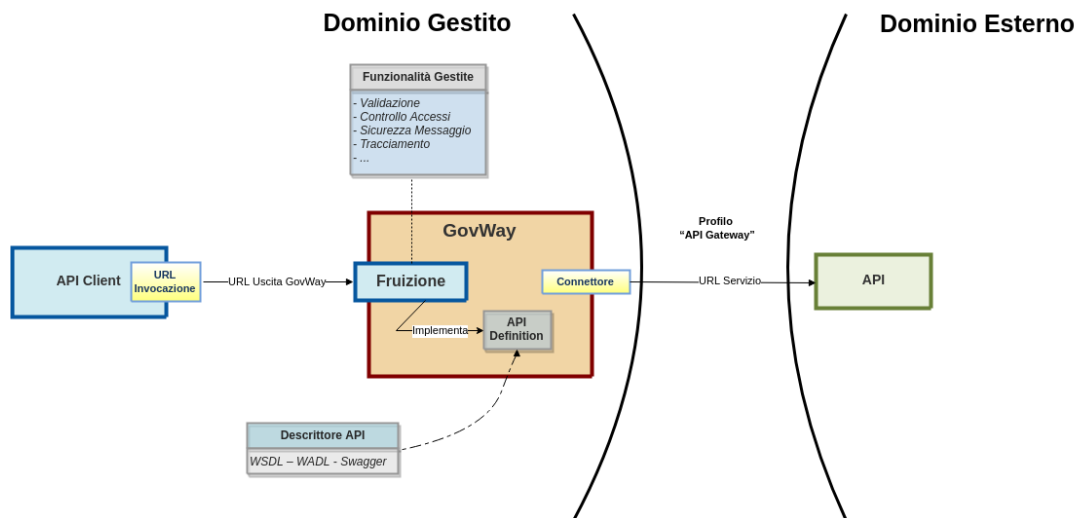 Dominio Gestito
Dominio Esterno
Funzionalità Gestite
- Validazione
- Controllo Accessi
- Sicurezza Messaggio
- Tracciamento
- ...
GovWay
Profilo
“API Gateway”
API Client
URL
Invocazione
URL Uscita GovWay
Fruizione
Connettore
URL Servizio
API
Implementa
API
Definition
Descrittore API
WSDL – WADL - Swagger